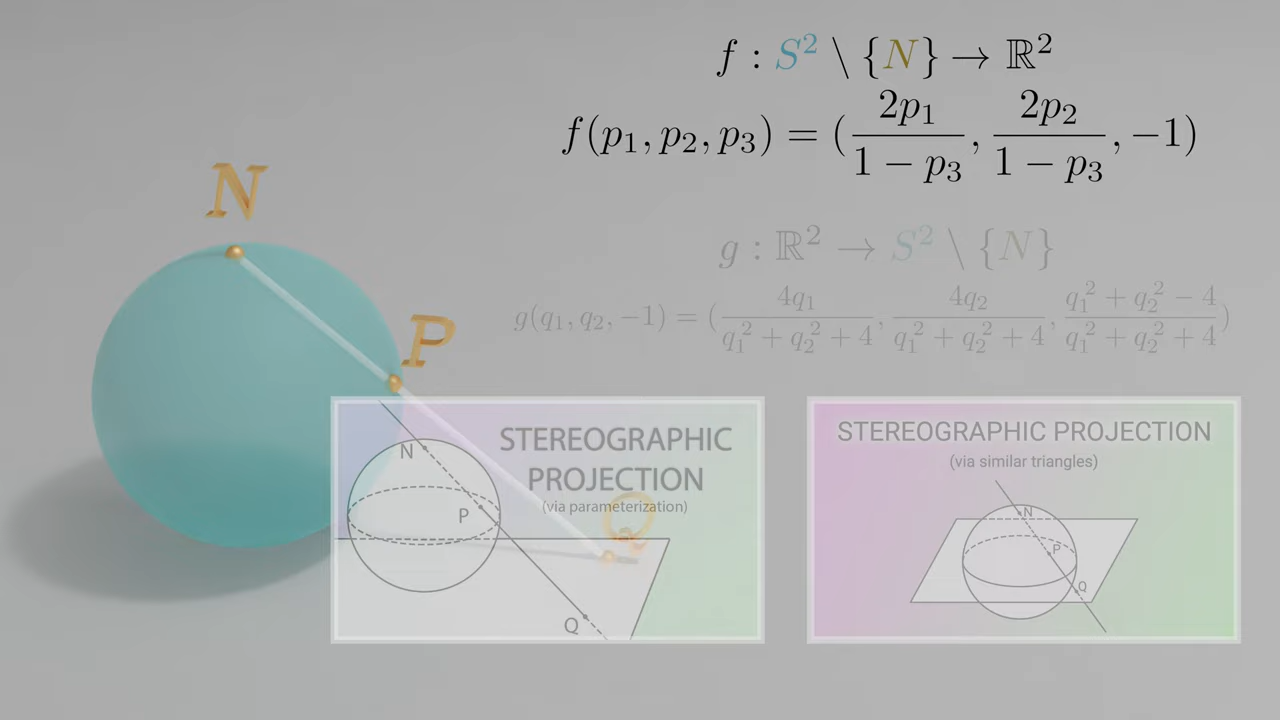 f : S² \ {N} → ℝ²
f(p₁, p₂, p₃) = (2p₁/(1 − p₃), 2p₂/(1 − p₃), −1)
g : ℝ² → S² \ {N}
g(q₁, q₂, −1) = (4q₁/(q₁² + q₂² + 4), 4q₂/(q₁² + q₂² + 4), (q₁² + q₂² − 4)/(q₁² + q₂² + 4))
N
P
Q
STEREOGRAPHIC
PROJECTION
(via parameterization)
N
P
Q
STEREOGRAPHIC PROJECTION
(via similar triangles)
N
P
Q